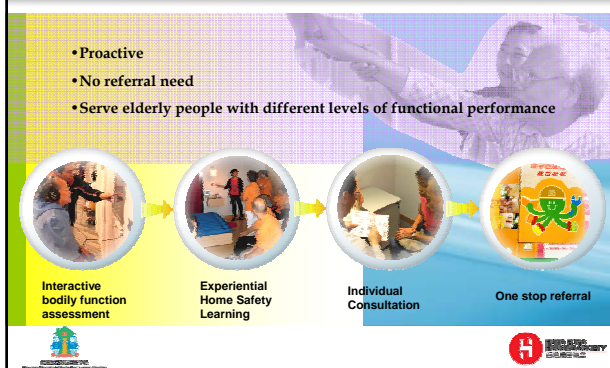 •Proactive
•No referral need
•Serve elderly people with different levels of functional performance
Interactive
bodily function
assessment
Experiential
Home Safety
Learning
Individual
Consultation
One stop referral